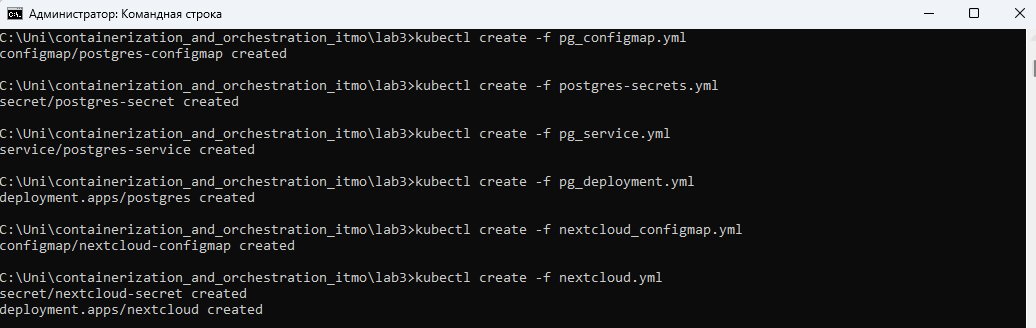 Администратор: Командная строка
C:\Uni\containerization_and_orchestration_itmo\lab3>kubectl create -f pg_configmap.yml
configmap/postgres-configmap created
C:\Uni\containerization_and_orchestration_itmo\lab3>kubectl create -f postgres-secrets.yml
secret/postgres-secret created
C:\Uni\containerization_and_orchestration_itmo\lab3>kubectl create -f pg_service.yml
service/postgres-service created
C:\Uni\containerization_and_orchestration_itmo\lab3>kubectl create -f pg_deployment.yml
deployment.apps/postgres created
C:\Uni\containerization_and_orchestration_itmo\lab3>kubectl create -f nextcloud_configmap.yml
configmap/nextcloud-configmap created
C:\Uni\containerization_and_orchestration_itmo\lab3>kubectl create -f nextcloud.yml
secret/nextcloud-secret created
deployment.apps/nextcloud created